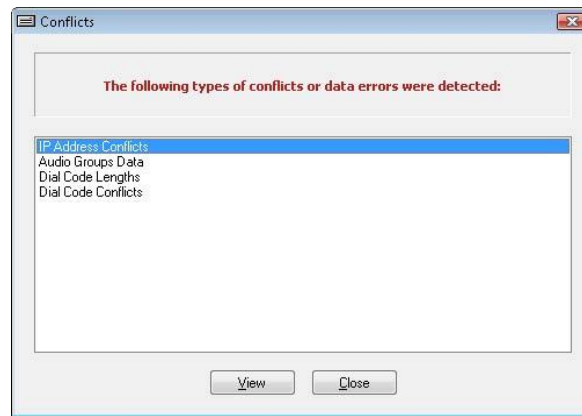 Conflicts
The following types of conflicts or data errors were detected:
IP Address Conflicts
Audio Groups Data
Dial Code Lengths
Dial Code Conflicts
View
Close